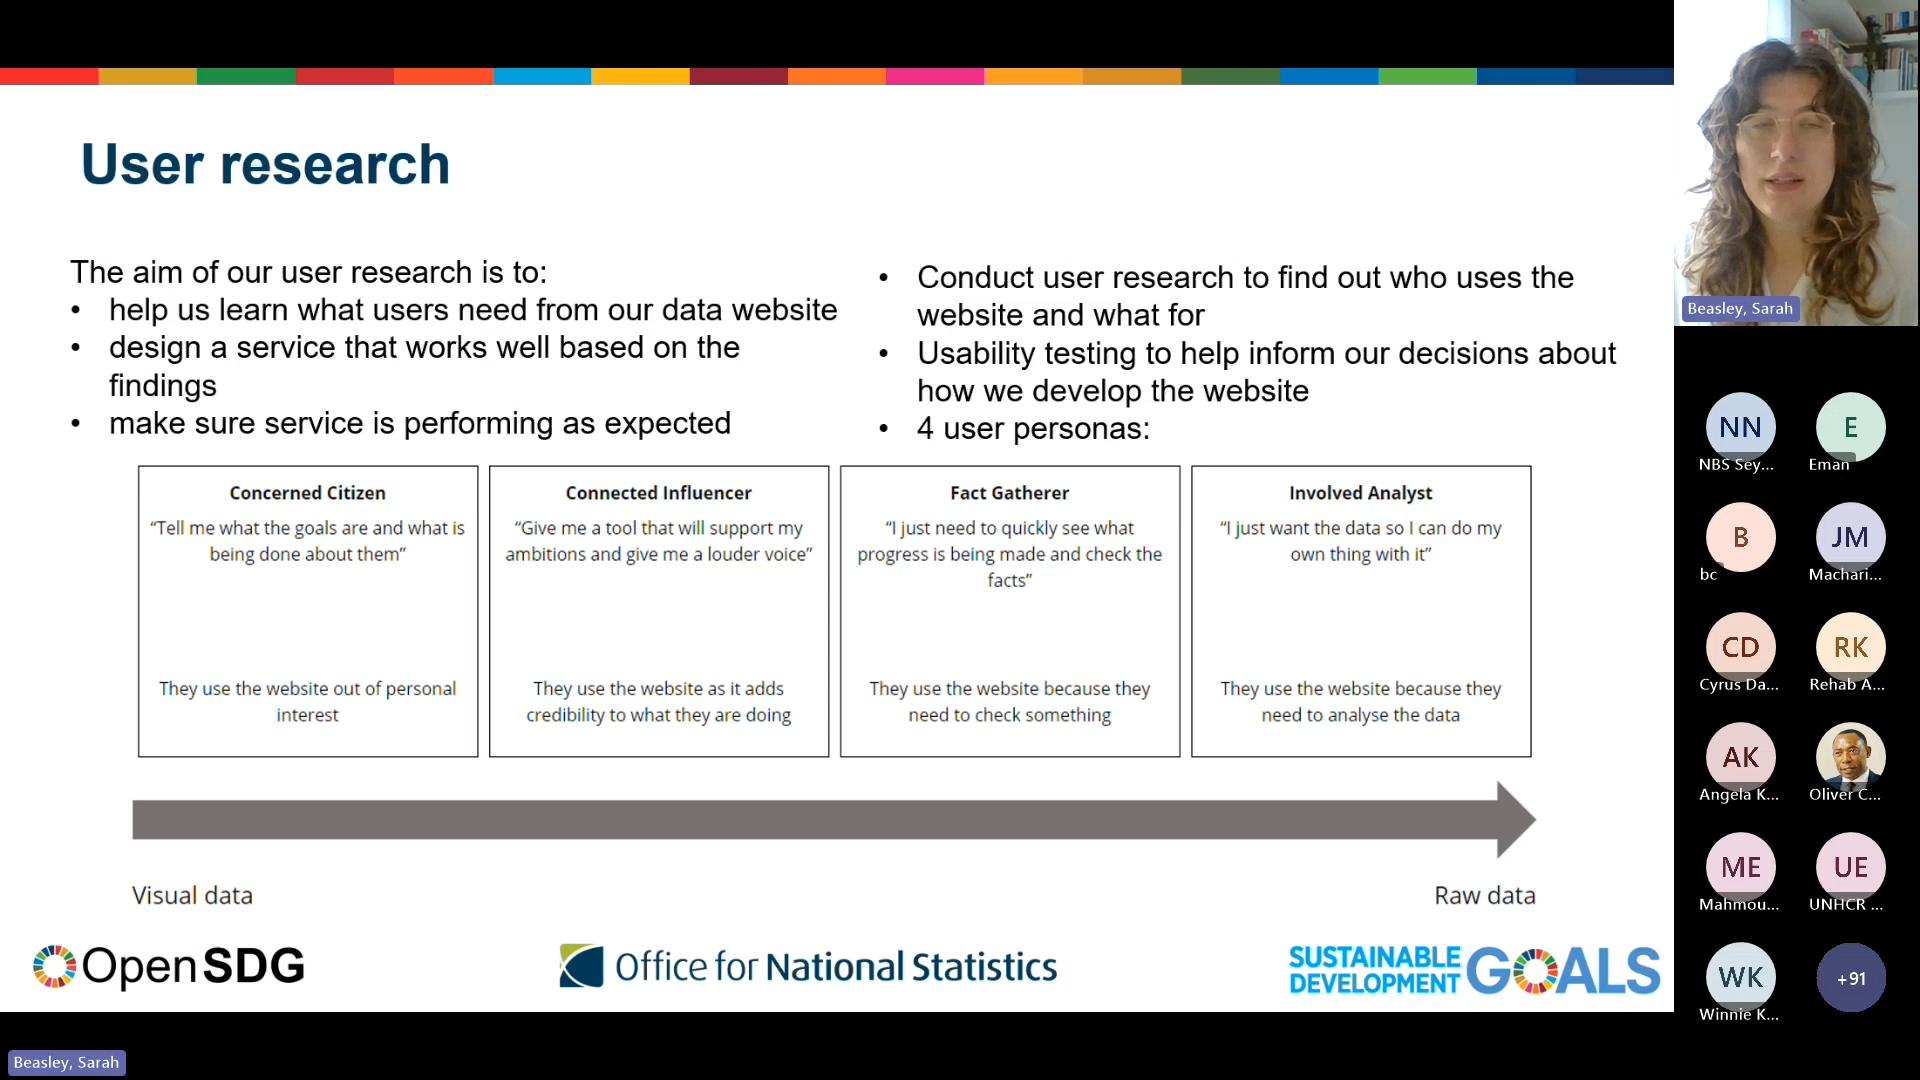 User research
The aim of our user research is to:
• help us learn what users need from our data website
• design a service that works well based on the
findings
• make sure service is performing as expected
• Conduct user research to find out who uses the
website and what for
• Usability testing to help inform our decisions about
how we develop the website
• 4 user personas:
Concerned Citizen
“Tell me what the goals are and what is
being done about them”
They use the website out of personal
interest
Connected Influencer
“Give me a tool that will support my
ambitions and give me a louder voice”
They use the website as it adds
credibility to what they are doing
Fact Gatherer
“I just need to quickly see what
progress is being made and check the
facts”
They use the website because they
need to check something
Involved Analyst
“I just want the data so I can do my
own thing with it”
They use the website because they
need to analyse the data
Visual data
Raw data
Open SDG
Office for National Statistics
SUSTAINABLE
DEVELOPMENT
GOALS
Beasley, Sarah
Beasley, Sarah
NN
NBS Sey...
E
Eman
B
bc
JM
Machari...
CD
Cyrus Da...
RK
Rehab A...
AK
Angela K...
Oliver C...
ME
Mahmou...
UE
UNHCR ...
WK
Winnie K...
+91